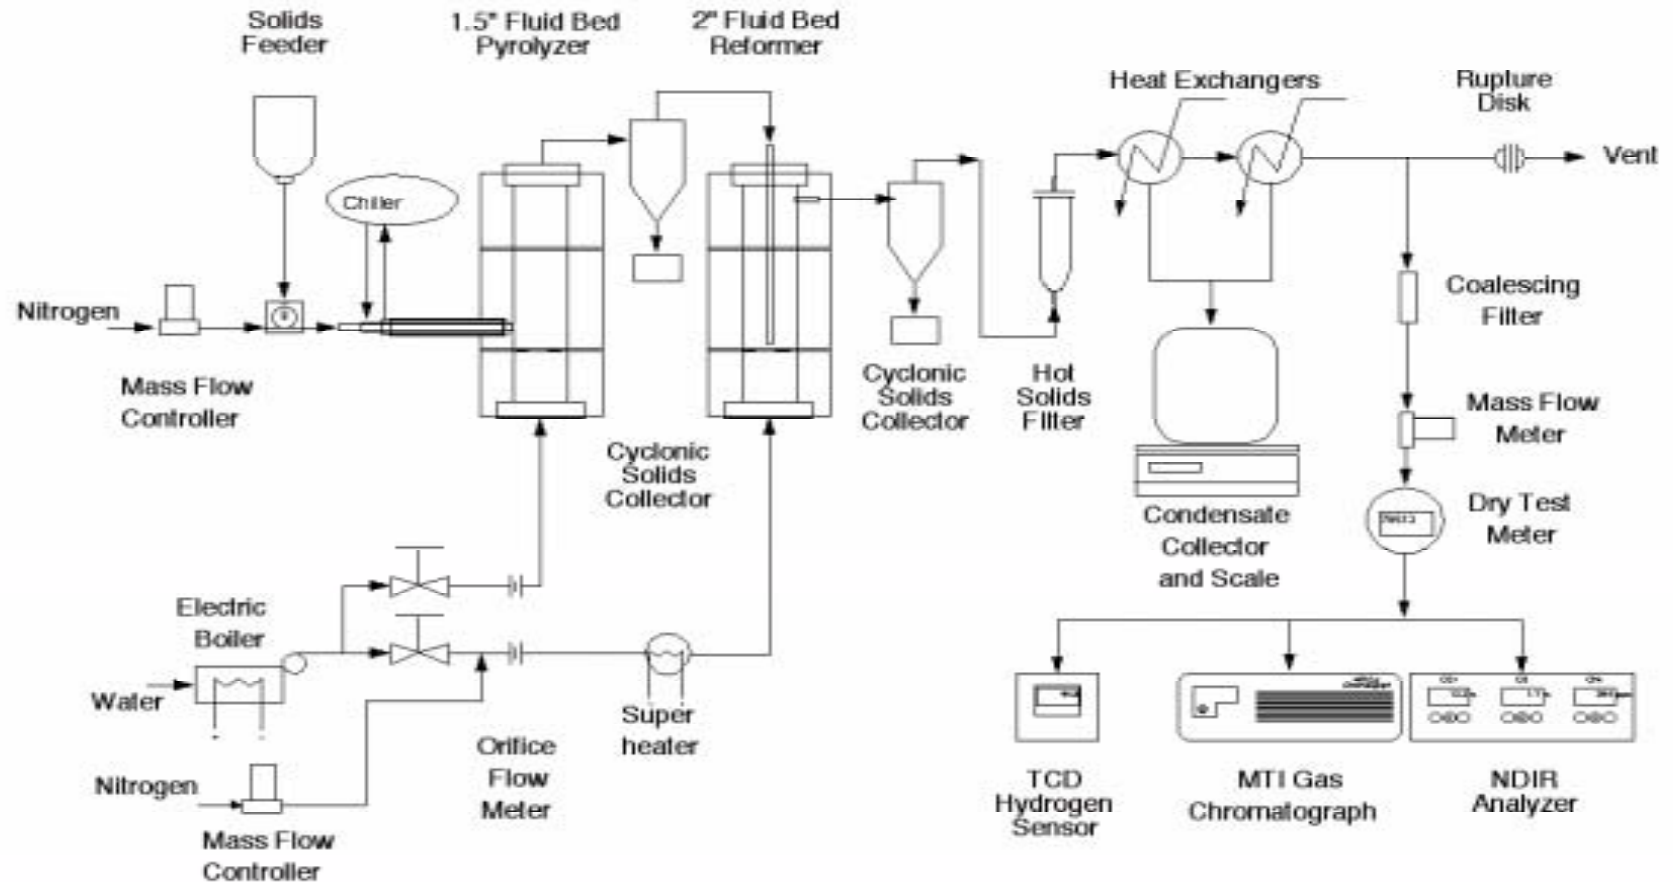 Solids
Feeder
1.5" Fluid Bed
Pyrolyzer
2" Fluid Bed
Reformer
Heat Exchangers
Rupture
Disk
Vent
Chiller
Nitrogen
Mass Flow
Controller
Coalescing
Filter
Cyclonic
Solids
Collector
Hot
Solids
Filter
Mass Flow
Meter
Cyclonic
Solids
Collector
Dry Test
Meter
Condensate
Collector
and Scale
Electric
Boiler
Water
Super
heater
Orifice
Flow
Meter
Nitrogen
Mass Flow
Controller
TCD
Hydrogen
Sensor
MTI Gas
Chromatograph
NDIR
Analyzer